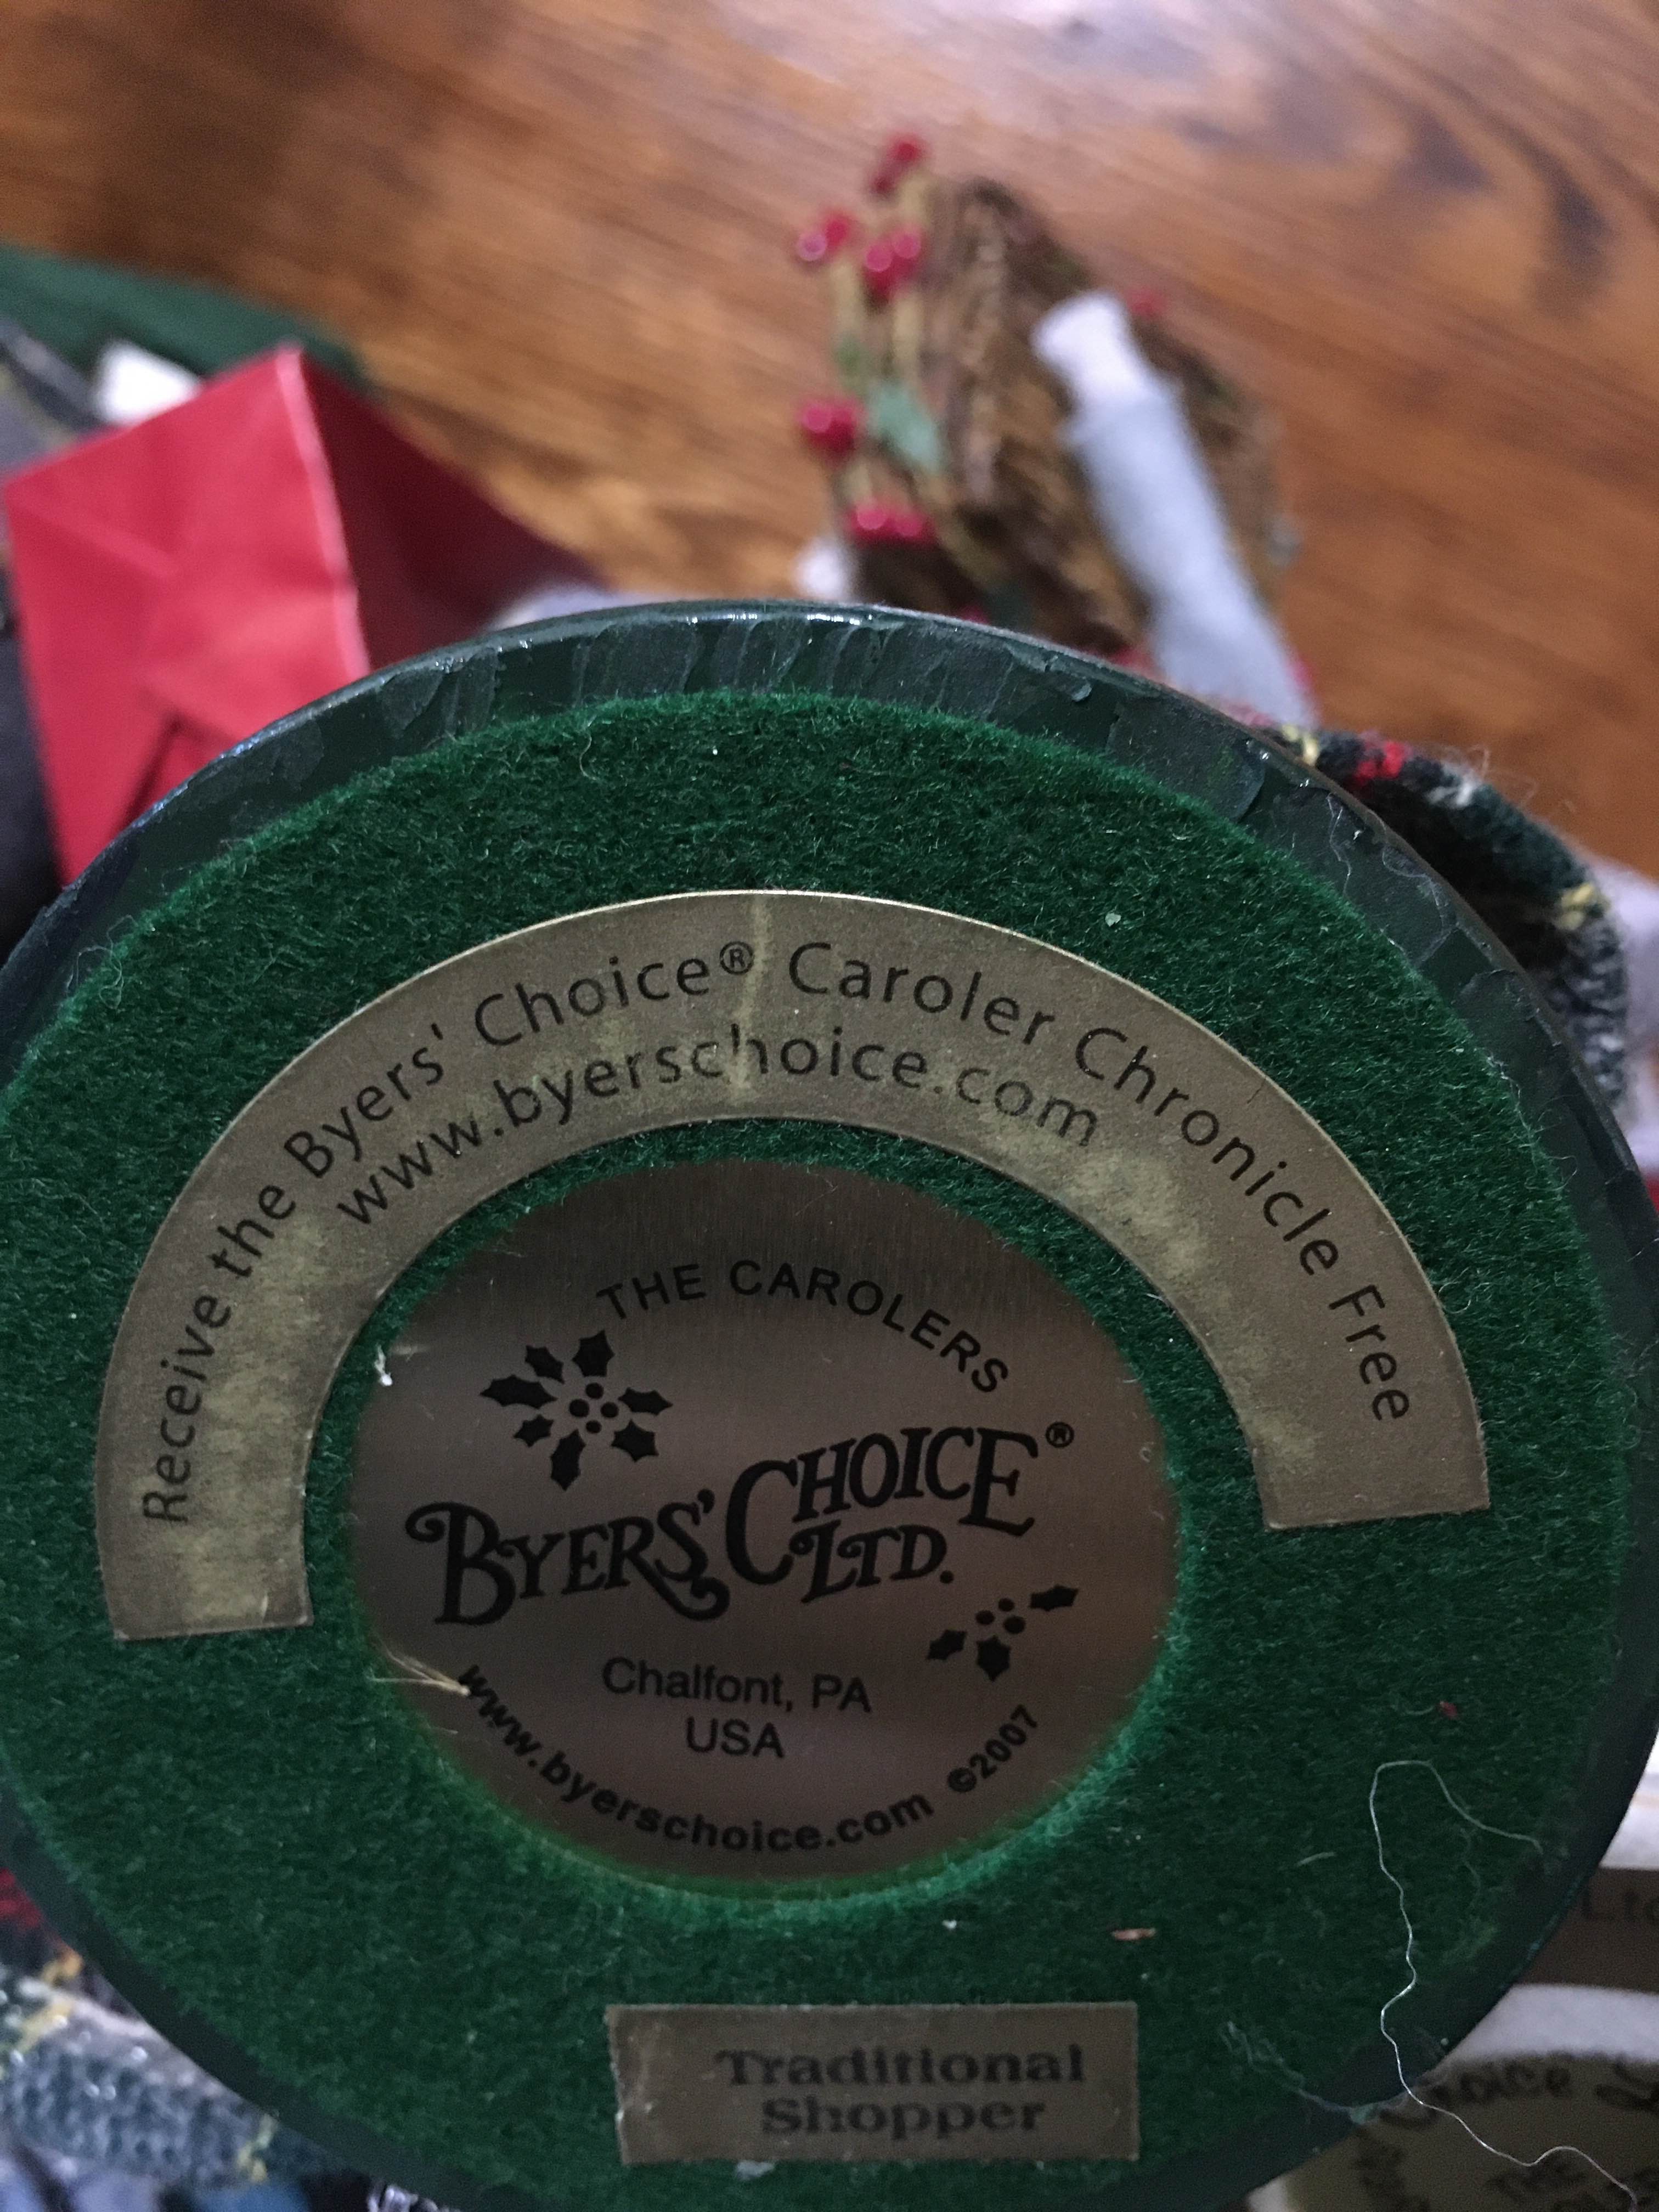 Receive the Byers' Choice® Caroler Chronicle Free
www.byerschoice.com
THE CAROLERS
BYERS' CHOICE®
LTD.
Chalfont, PA
USA
www.byerschoice.com ©2007
Traditional
Shopper
THE